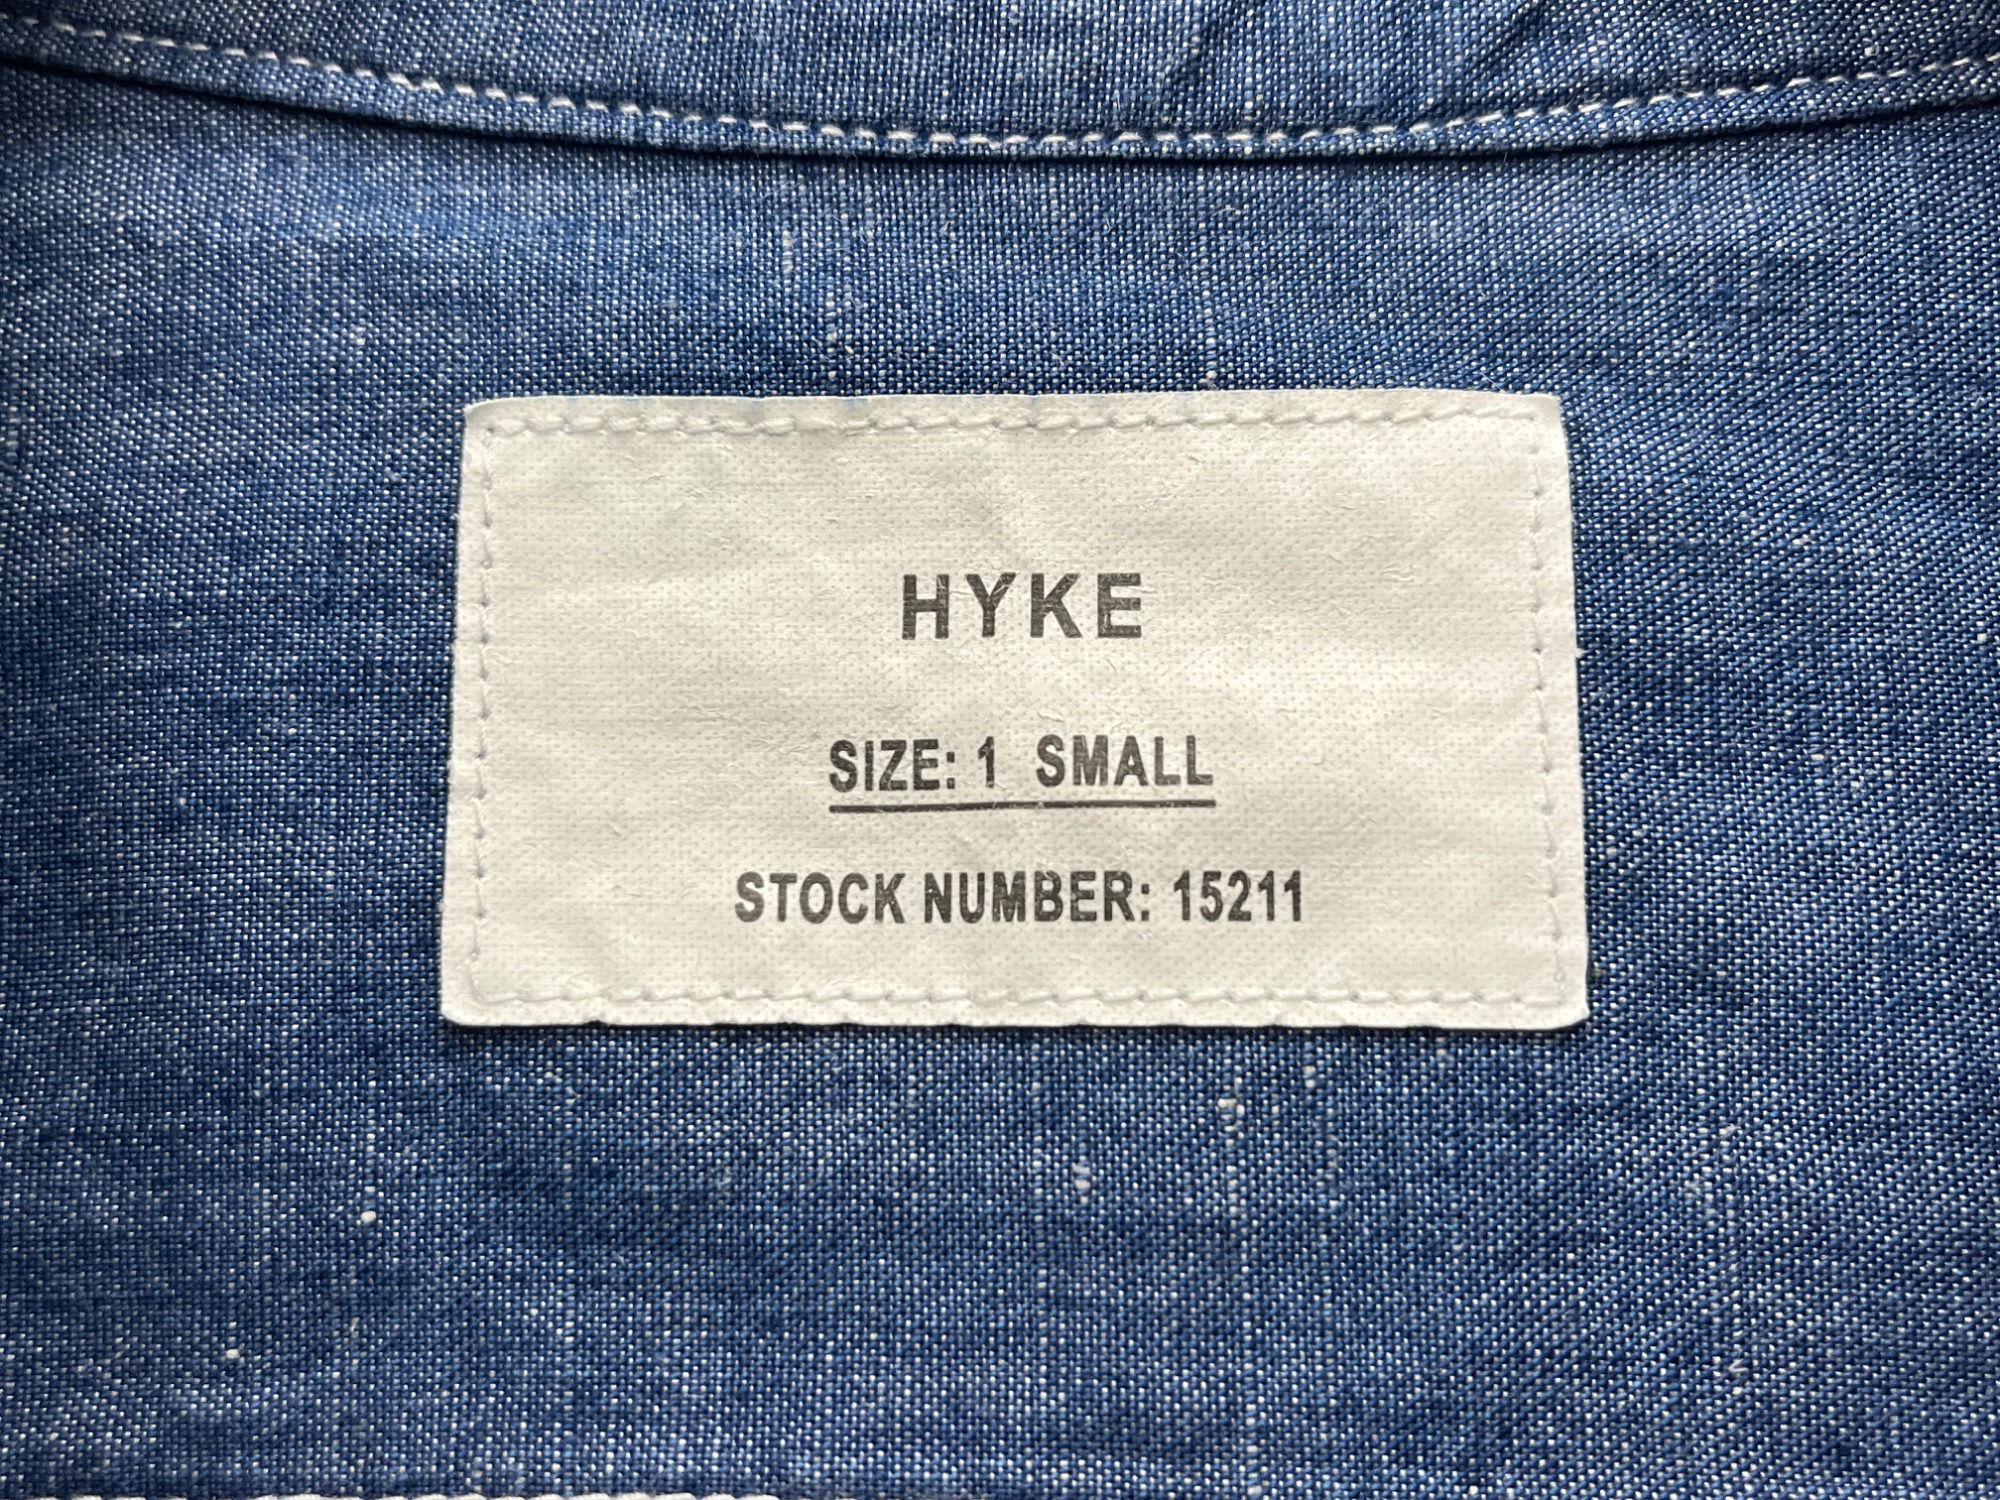 HYKE
SIZE: 1 SMALL
STOCK NUMBER: 15211